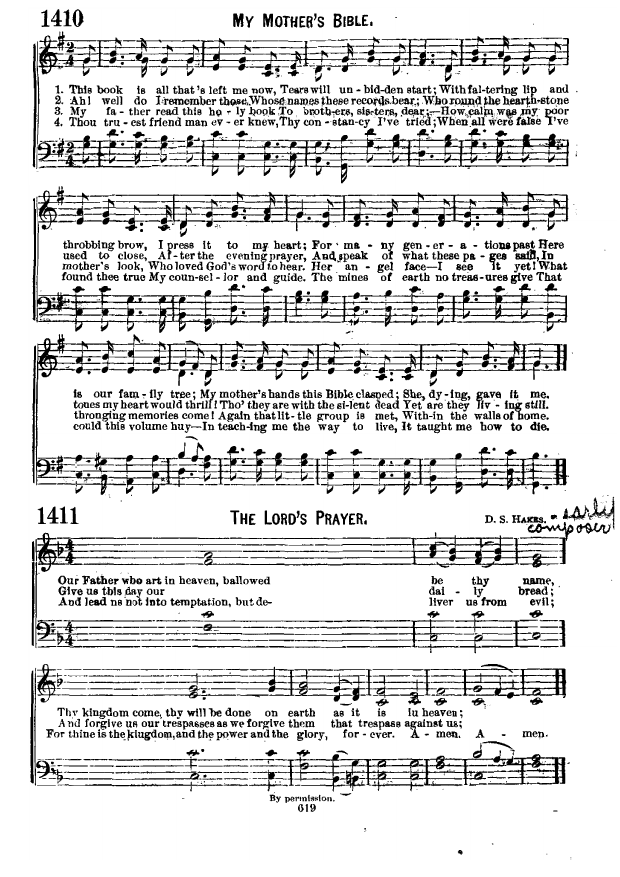 1410
MY MOTHER'S BIBLE.
1. This book is all that's left me now, Tears will un-bidden start; With fal-tering lip and
2. Ah! well do I remember those, Whose names these records bear; Who round the hearth-stone
3. My fa-ther read this ho-ly book To broth-ers, sis-ters, dear;—How calm was my poor
4. Thou tru-est friend man ev-er knew, Thy con-stan-cy I've tried; When all were false I've
throbbing brow, I press it to my heart; For ma-ny gen-er-a-tions past Here
used to close, Af-ter the evening prayer, And speak of what these pa-ges said, In
mother's look, Who loved God's word to hear. Her an-gel face—I see it yet! What
found thee true My coun-sel-lor and guide. The mines of earth no treas-ures give That
is our fam-ily tree; My mother's hands this Bible clasped; She, dy-ing, gave it me.
tones my heart would thrill! Tho' they are with the si-lent dead Yet are they liv-ing still.
thronging memories come! Again that lit-tle group is met, With-in the walls of home.
could this volume buy—In teach-ing me the way to live, It taught me how to die.
1411
THE LORD'S PRAYER.
D. S. HAKES. - early
composer
Our Father who art in heaven, hallowed be thy name,
Give us this day our dai-ly bread;
And lead us not into temptation, but de-liver us from evil;
Thy kingdom come, thy will be done on earth as it is in heaven;
And forgive us our trespasses as we forgive them that trespass against us;
For thine is the kingdom, and the power and the glory, for-ever. A-men. A-men.
By permission.
619